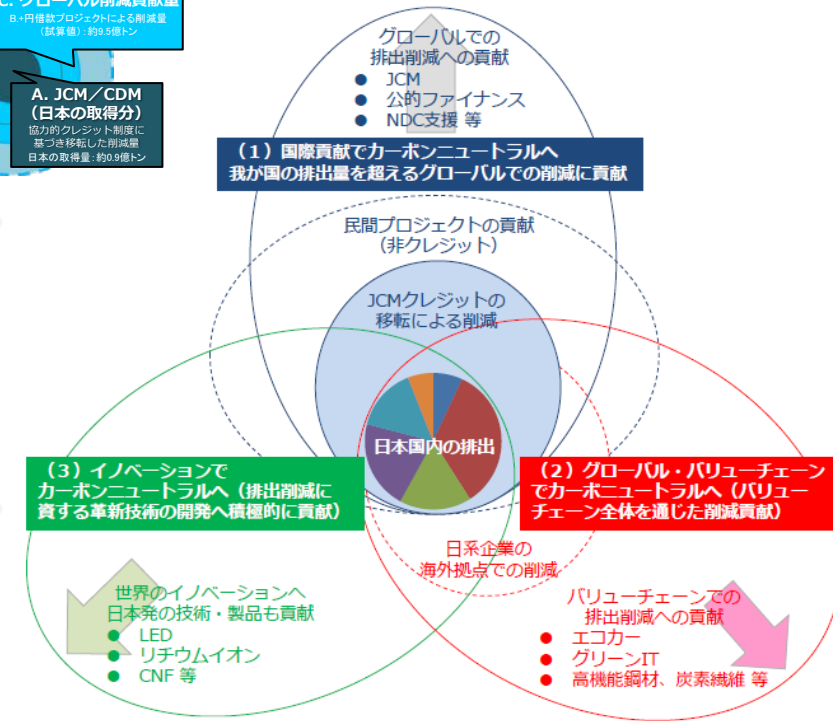 C. グローバル削減貢献量
B.+円借款プロジェクトによる削減量
(試算値):約9.5億トン
A. JCM/CDM
(日本の取得分)
協力的クレジット制度に
基づき移転した削減量
日本の取得量:約0.9億トン
グローバルでの
排出削減への貢献
● JCM
● 公的ファイナンス
● NDC支援 等
(1)国際貢献でカーボンニュートラルへ
我が国の排出量を超えるグローバルでの削減に貢献
民間プロジェクトの貢献
(非クレジット)
JCMクレジットの
移転による削減
日本国内の排出
(3)イノベーションで
カーボンニュートラルへ(排出削減に
資する革新技術の開発へ積極的に貢献)
(2)グローバル・バリューチェーン
でカーボニュートラルへ(バリュー
チェーン全体を通じた削減貢献)
日系企業の
海外拠点での削減
世界のイノベーションへ
日本発の技術・製品も貢献
● LED
● リチウムイオン
● CNF 等
バリューチェーンでの
排出削減への貢献
● エコカー
● グリーンIT
● 高機能鋼材、炭素繊維 等